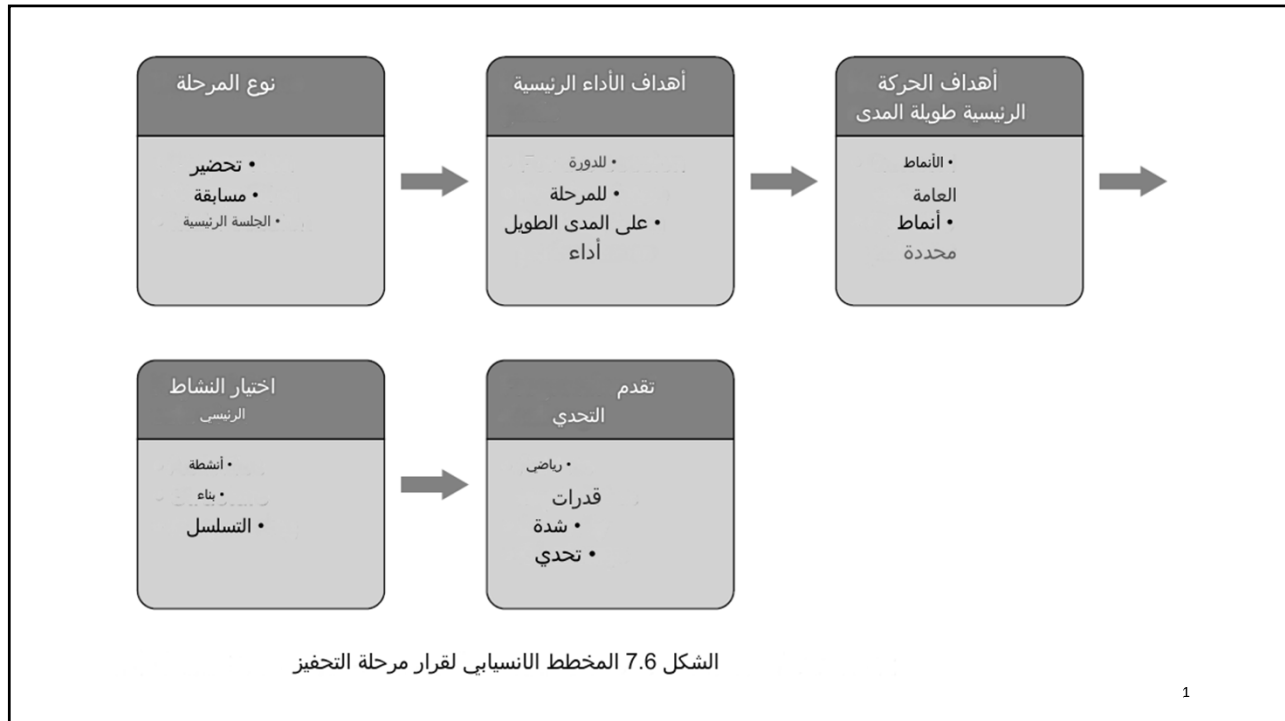 نوع المرحلة
• تحضير
• مسابقة
• الجلسة الرئيسية
أهداف الأداء الرئيسية
• للدورة
• للمرحلة
• على المدى الطويل
أداء
أهداف الحركة
الرئيسية طويلة المدى
• الأنماط
العامة
• أنماط
محددة
اختيار النشاط
الرئيسي
• أنشطة
• بناء
• التسلسل
تقدم
التحدي
• رياضي
قدرات
• شدة
• تحدي
الشكل 7.6 المخطط الانسيابي لقرار مرحلة التحفيز
1